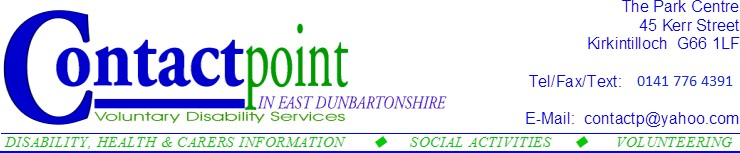 The Park Centre
45 Kerr Street
Kirkintilloch G66 1LF
Contactpoint
IN EAST DUNBARTONSHIRE
Voluntary Disability Services
Tel/Fax/Text: 0141 776 4391
E-Mail: contactp@yahoo.com
DISABILITY, HEALTH & CARERS INFORMATION ◆ SOCIAL ACTIVITIES ◆ VOLUNTEERING